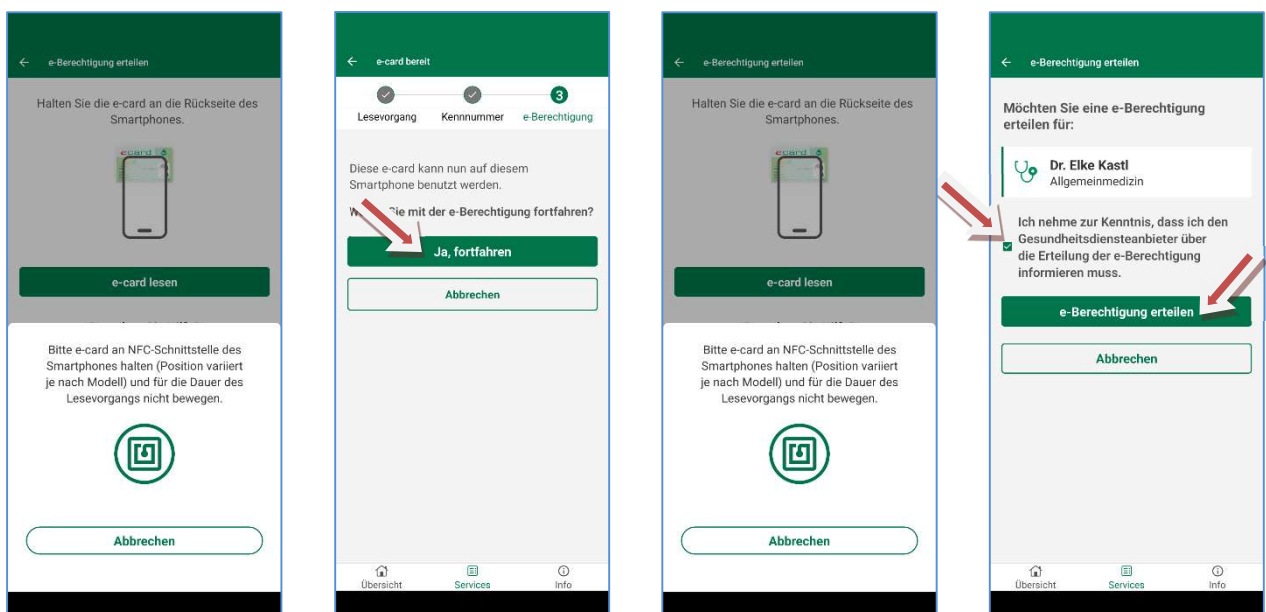 ← e-Berechtigung erteilen
Halten Sie die e-card an die Rückseite des
Smartphones.
ecard
e-card lesen
Bitte e-card an NFC-Schnittstelle des
Smartphones halten (Position variiert
je nach Modell) und für die Dauer des
Lesevorgangs nicht bewegen.
Abbrechen
← e-card bereit
3
Lesevorgang Kennnummer e-Berechtigung
Diese e-card kann nun auf diesem
Smartphone benutzt werden.
Sie mit der e-Berechtigung fortfahren?
Ja, fortfahren
Abbrechen
Übersicht Services Info
← e-Berechtigung erteilen
Halten Sie die e-card an die Rückseite des
Smartphones.
ecard
e-card lesen
Bitte e-card an NFC-Schnittstelle des
Smartphones halten (Position variiert
je nach Modell) und für die Dauer des
Lesevorgangs nicht bewegen.
Abbrechen
← e-Berechtigung erteilen
Möchten Sie eine e-Berechtigung
erteilen für:
Dr. Elke Kastl
Allgemeinmedizin
Ich nehme zur Kenntnis, dass ich den
Gesundheitsdiensteanbieter über
die Erteilung der e-Berechtigung
informieren muss.
e-Berechtigung erteilen
Abbrechen
Übersicht Services Info